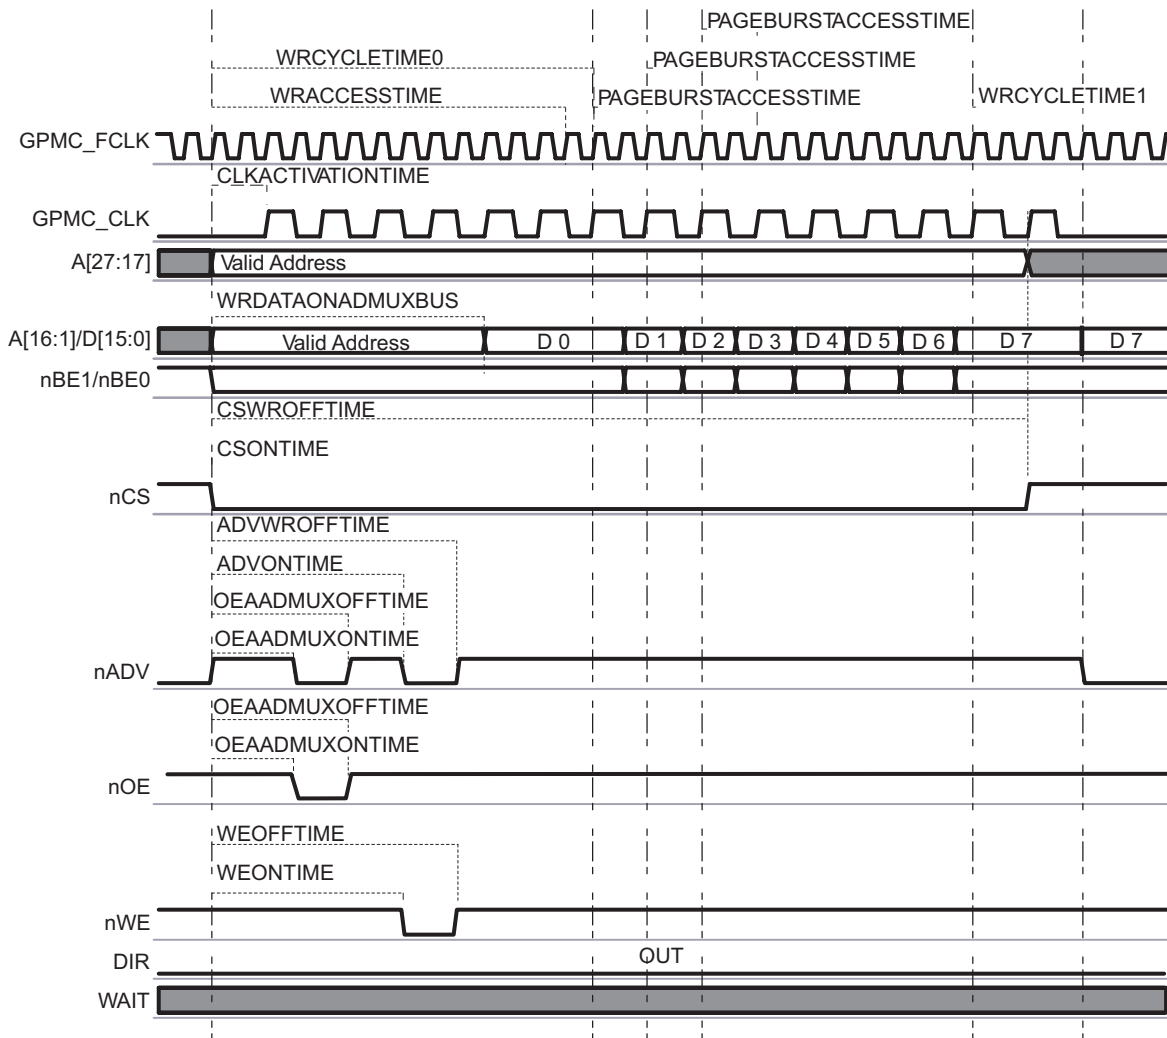 PAGEBURSTACCESSTIME
WRCYCLETIME0
PAGEBURSTACCESSTIME
WRACCESSTIME
PAGEBURSTACCESSTIME
WRCYCLETIME1
GPMC_FCLK
CLKACTIVATIONTIME
GPMC_CLK
A[27:17]
Valid Address
WRDATAONADMUXBUS
A[16:1]/D[15:0]
Valid Address
D 0
D 1
D 2
D 3
D 4
D 5
D 6
D 7
D 7
nBE1/nBE0
CSWROFFTIME
CSONTIME
nCS
ADVWROFFTIME
ADVONTIME
OEAADMUXOFFTIME
OEAADMUXONTIME
nADV
OEAADMUXOFFTIME
OEAADMUXONTIME
nOE
WEOFFTIME
WEONTIME
nWE
DIR
OUT
WAIT